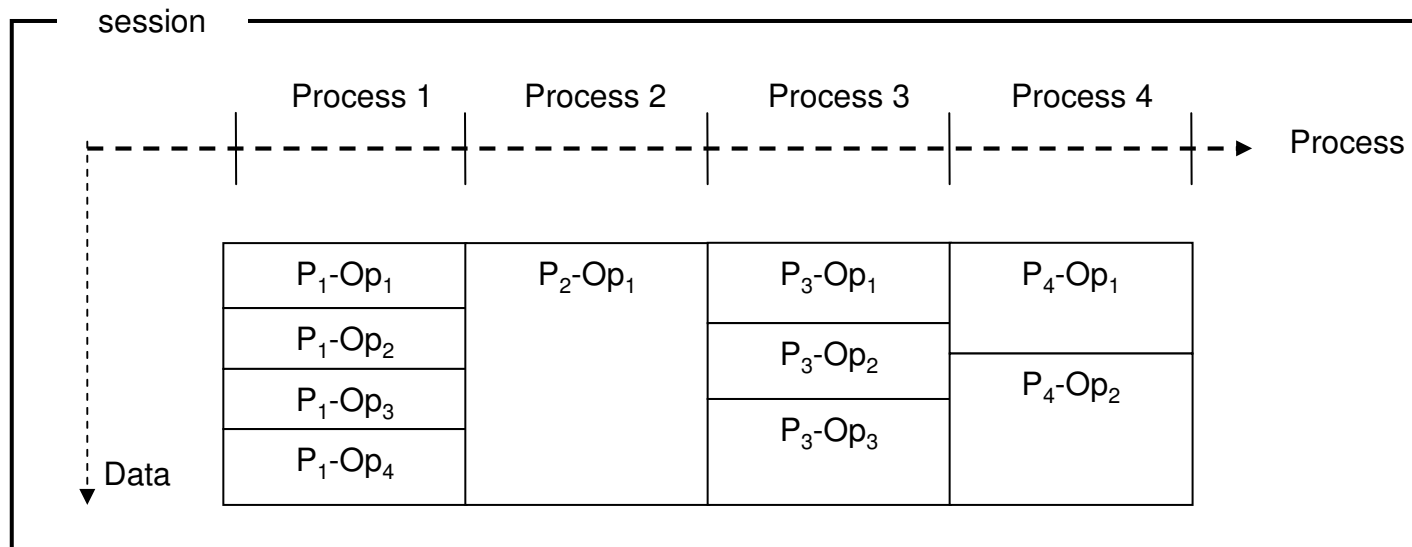 session
Process 1 Process 2 Process 3 Process 4
Process
P₁-Op₁ P₂-Op₁ P₃-Op₁ P₄-Op₁
P₁-Op₂ P₃-Op₂
P₄-Op₂
P₁-Op₃
P₃-Op₃
P₁-Op₄
Data